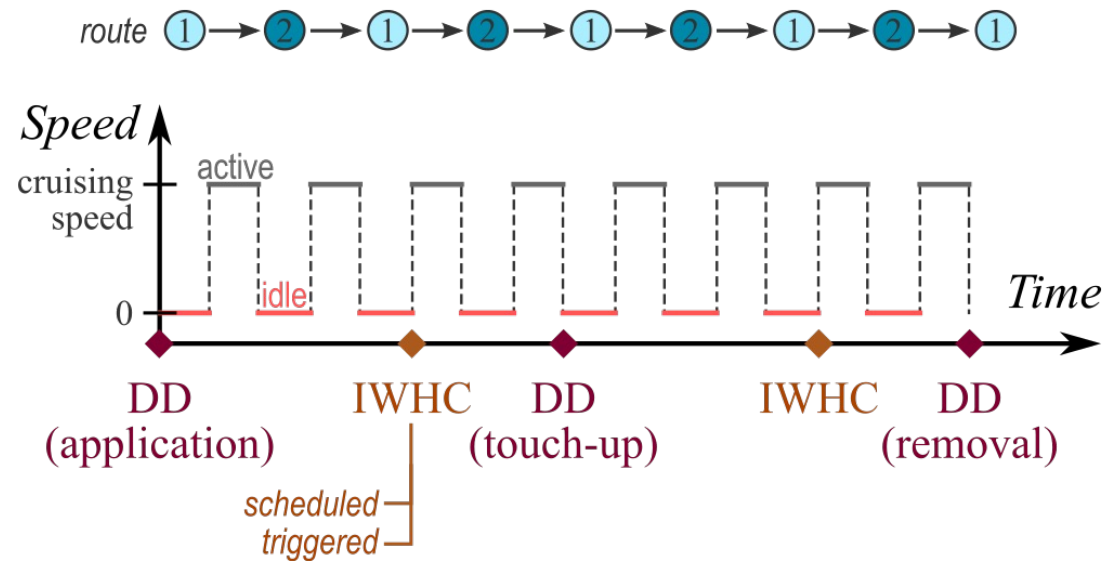 route 1 2 1 2 1 2 1 2 1
Speed
active
cruising
speed
idle
Time
0
DD IWHC DD IWHC DD
(application) (touch-up) (removal)
scheduled
triggered